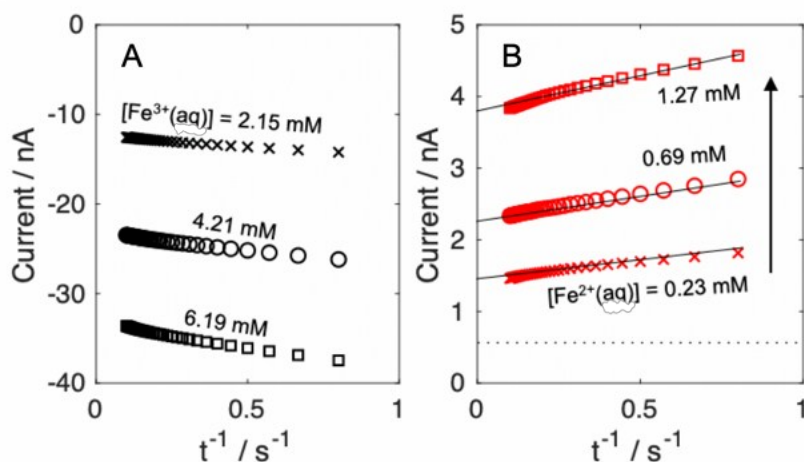 A
[Fe³⁺(aq)] = 2.15 mM
4.21 mM
6.19 mM
0
-10
-20
-30
-40
Current / nA
0
0.5
1
t⁻¹ / s⁻¹
B
1.27 mM
0.69 mM
[Fe²⁺(aq)] = 0.23 mM
5
4
3
2
1
0
Current / nA
0
0.5
1
t⁻¹ / s⁻¹